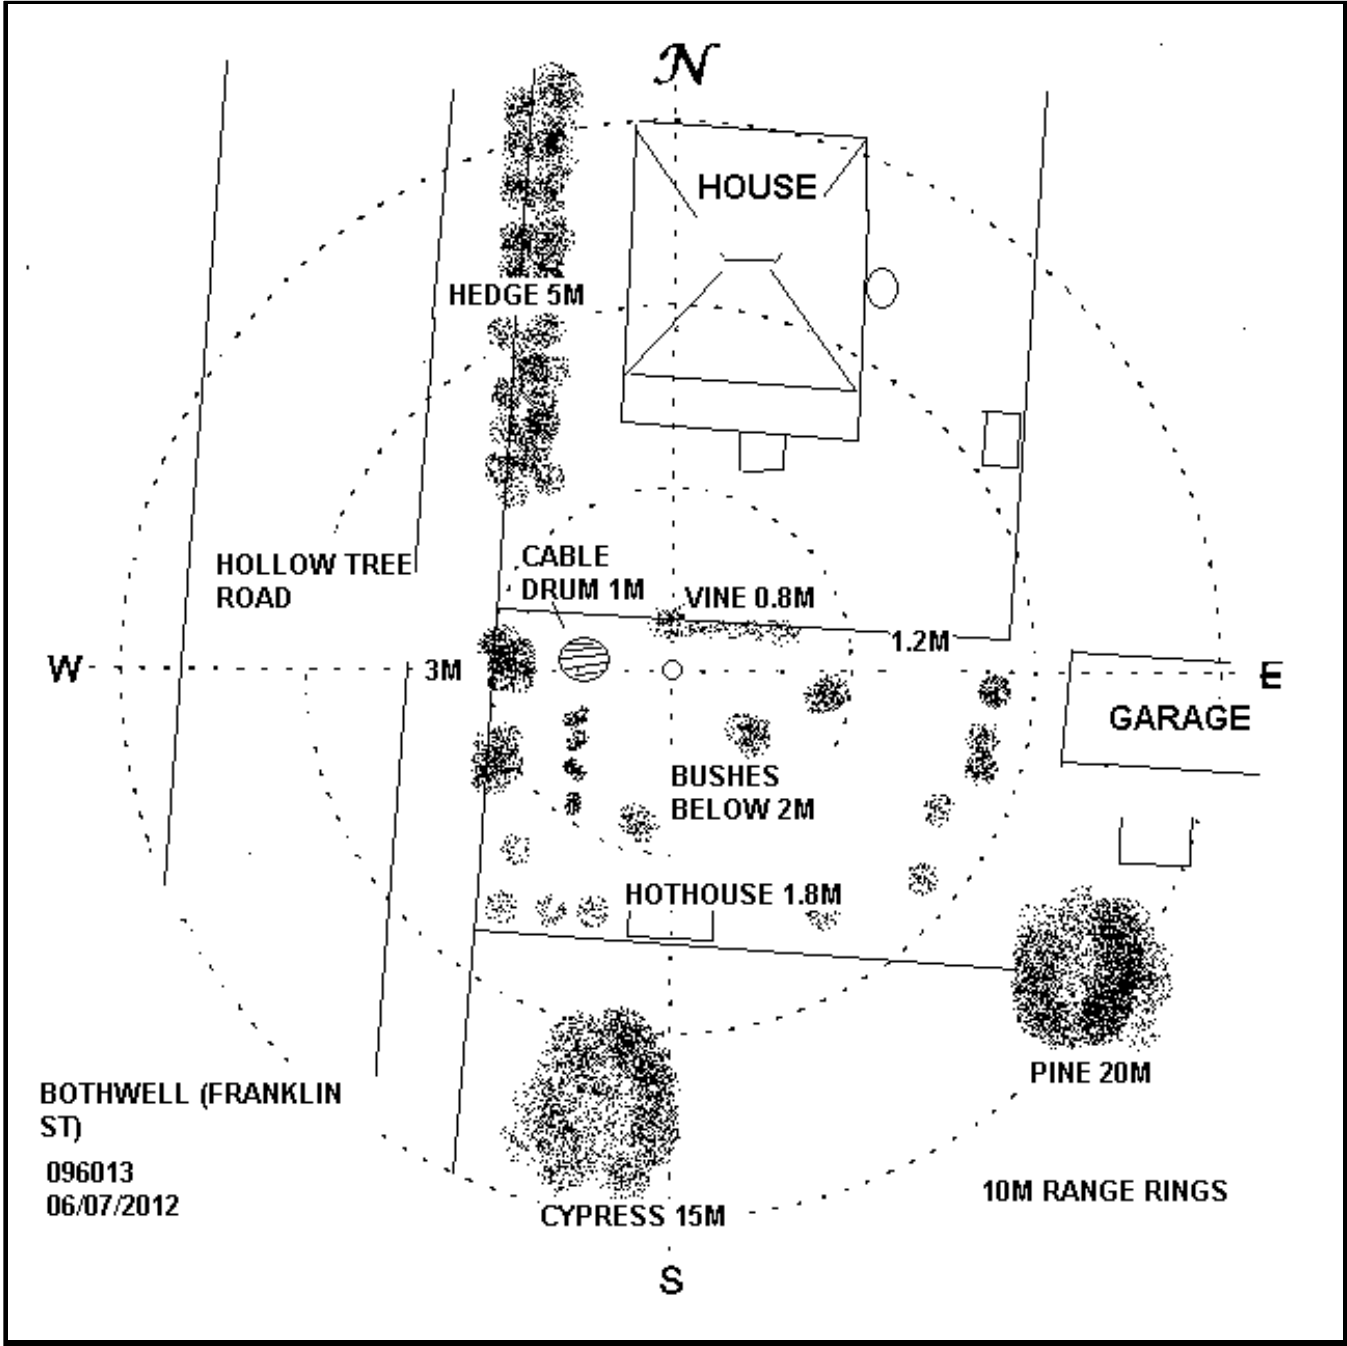 N
HOUSE
HEDGE 5M
CABLE
DRUM 1M
HOLLOW TREE
ROAD
VINE 0.8M
1.2M
W
3M
E
GARAGE
BUSHES
BELOW 2M
HOTHOUSE 1.8M
PINE 20M
BOTHWELL (FRANKLIN
ST)
096013
06/07/2012
10M RANGE RINGS
CYPRESS 15M
S